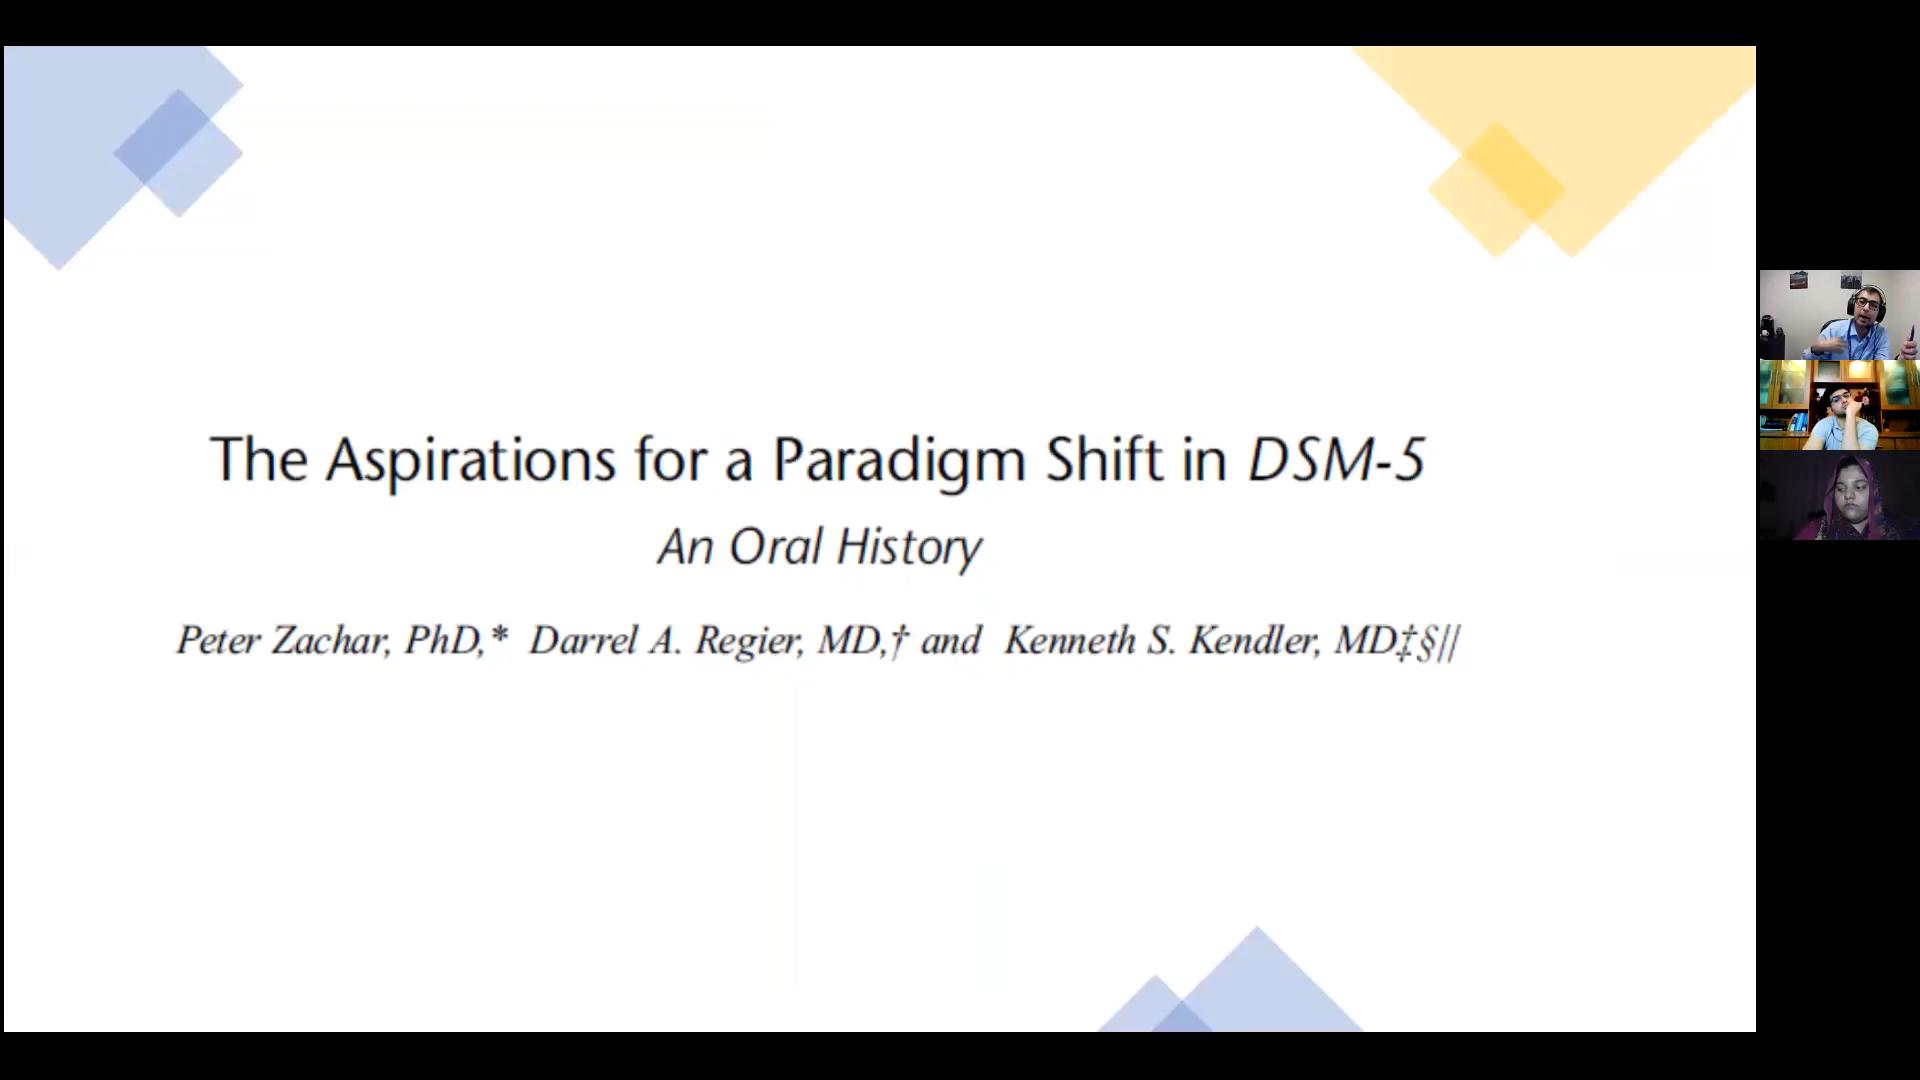 The Aspirations for a Paradigm Shift in DSM-5
An Oral History
Peter Zachar, PhD,* Darrel A. Regier, MD,† and Kenneth S. Kendler, MD‡§||